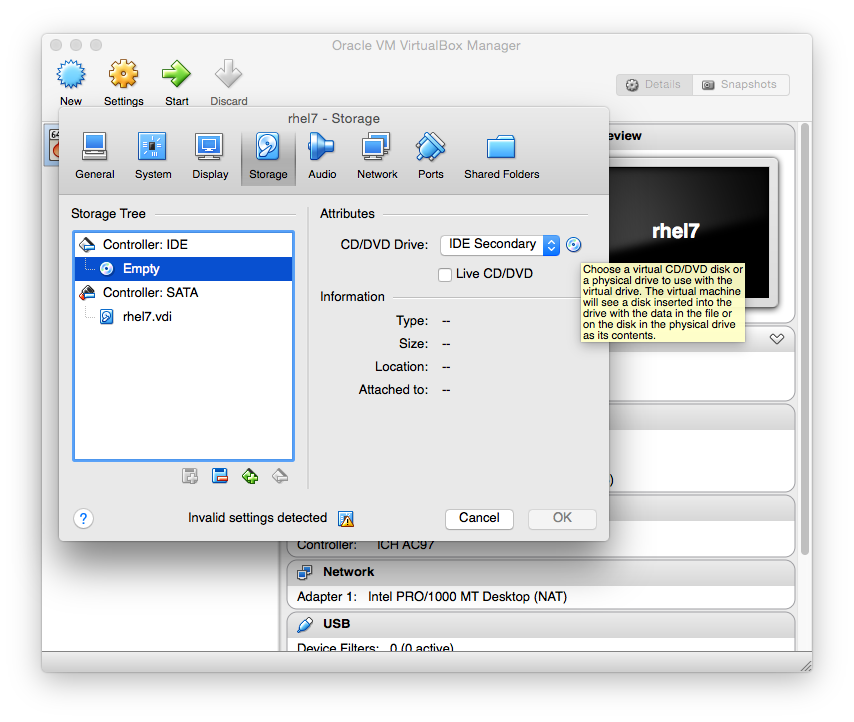 Oracle VM VirtualBox Manager
New
Settings
Start
Discard
Details
Snapshots
rhel7 - Storage
General
System
Display
Storage
Audio
Network
Ports
Shared Folders
64
eview
rhel7
Storage Tree
Controller: IDE
Empty
Controller: SATA
rhel7.vdi
Attributes
CD/DVD Drive:
IDE Secondary
Live CD/DVD
Information
Type: --
Size: --
Location: --
Attached to: --
Choose a virtual CD/DVD disk or
a physical drive to use with the
virtual drive. The virtual machine
will see a disk inserted into the
drive with the data in the file or
on the disk in the physical drive
as its contents.
)
?
Invalid settings detected
Cancel
OK
Controller: ICH AC97
Network
Adapter 1: Intel PRO/1000 MT Desktop (NAT)
USB
Device Filters: 0 (0 active)